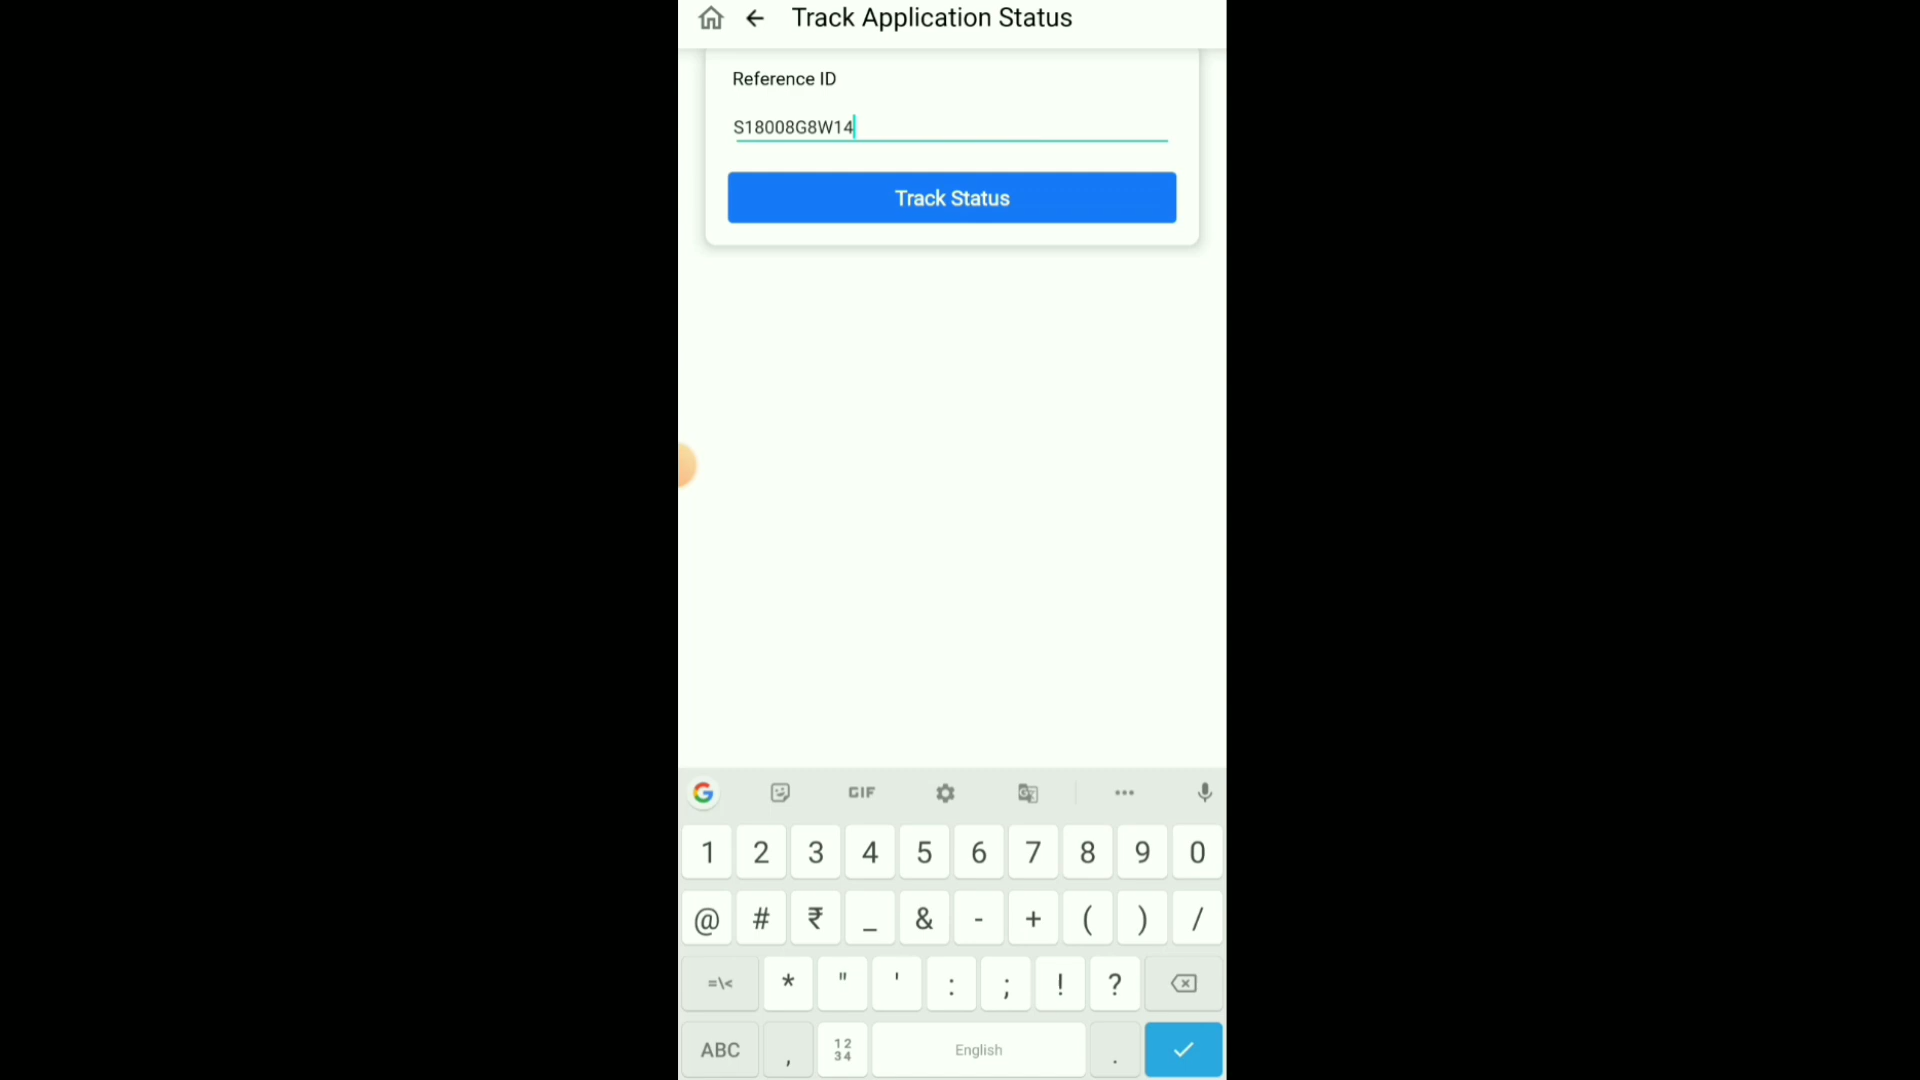 Track Application Status
Reference ID
S18008G8W14
Track Status
G GIF G
1 2 3 4 5 6 7 8 9 0
@ # ₹ _ & - + ( ) /
=\< * " ' : ; ! ?
ABC , 12 34 English .